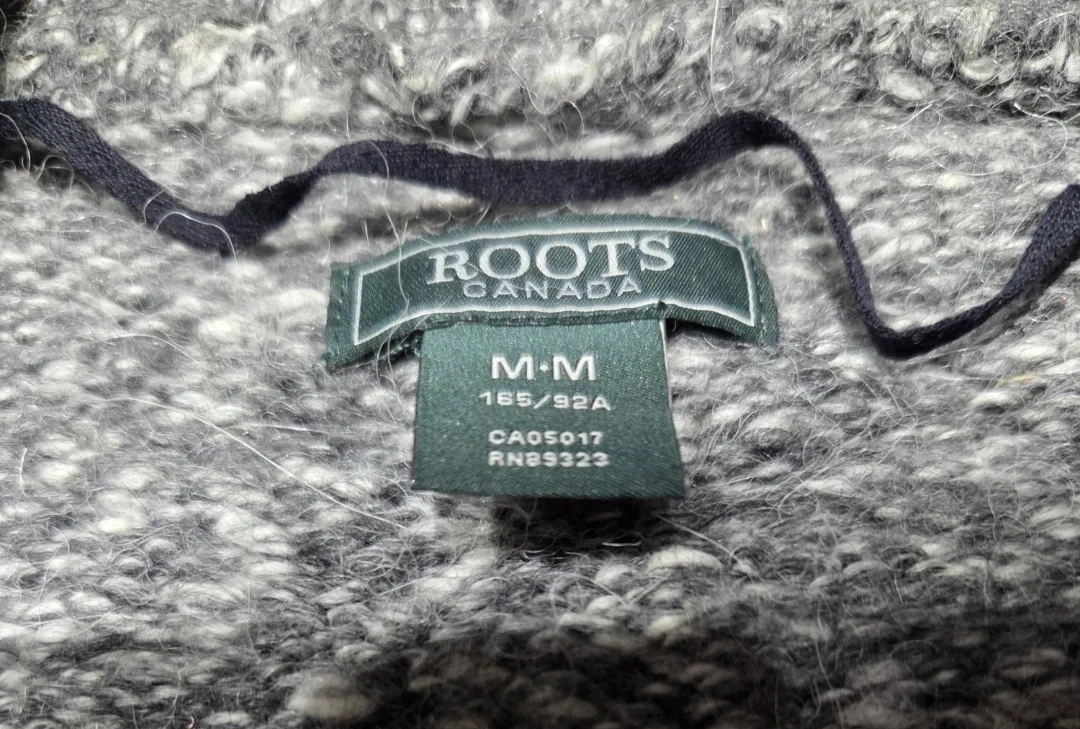 ROOTS
CANADA
M·M
165/92A
CA05017
RN89323